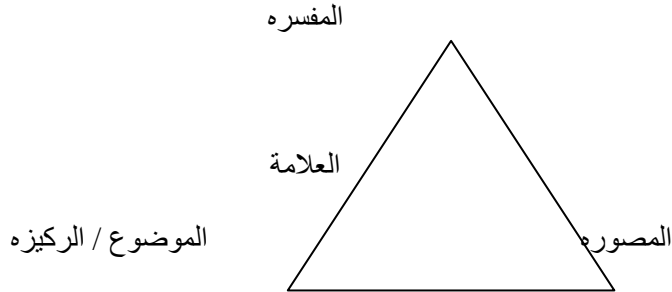 المفسره
العلامة
المصوره
الموضوع / الركيزه